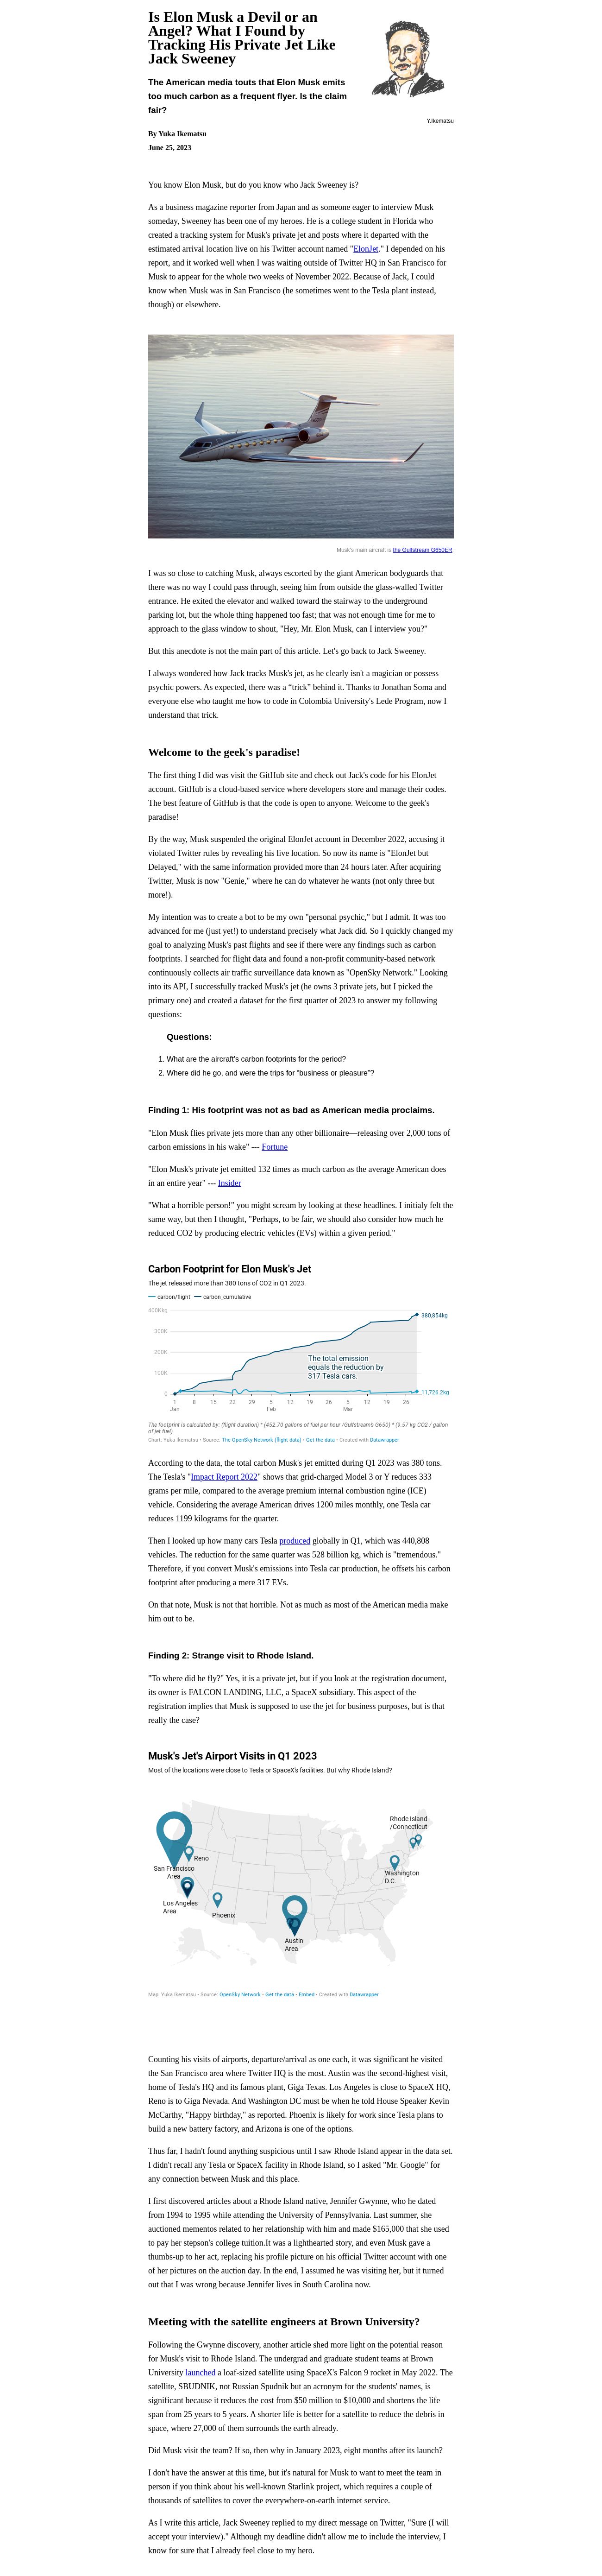 Is Elon Musk a Devil or an
Angel? What I Found by
Tracking His Private Jet Like
Jack Sweeney
The American media touts that Elon Musk emits
too much carbon as a frequent flyer. Is the claim
fair?
Y.Ikematsu
By Yuka Ikematsu
June 25, 2023
You know Elon Musk, but do you know who Jack Sweeney is?
As a business magazine reporter from Japan and as someone eager to interview Musk
someday, Sweeney has been one of my heroes. He is a college student in Florida who
created a tracking system for Musk's private jet and posts where it departed with the
estimated arrival location live on his Twitter account named "ElonJet." I depended on his
report, and it worked well when I was waiting outside of Twitter HQ in San Francisco for
Musk to appear for the whole two weeks of November 2022. Because of Jack, I could
know when Musk was in San Francisco (he sometimes went to the Tesla plant instead,
though) or elsewhere.
Musk's main aircraft is the Gulfstream G650ER.
I was so close to catching Musk, always escorted by the giant American bodyguards that
there was no way I could pass through, seeing him from outside the glass-walled Twitter
entrance. He exited the elevator and walked toward the stairway to the underground
parking lot, but the whole thing happened too fast; that was not enough time for me to
approach to the glass window to shout, "Hey, Mr. Elon Musk, can I interview you?"
But this anecdote is not the main part of this article. Let's go back to Jack Sweeney.
I always wondered how Jack tracks Musk's jet, as he clearly isn't a magician or possess
psychic powers. As expected, there was a “trick” behind it. Thanks to Jonathan Soma and
everyone else who taught me how to code in Colombia University's Lede Program, now I
understand that trick.
Welcome to the geek's paradise!
The first thing I did was visit the GitHub site and check out Jack's code for his ElonJet
account. GitHub is a cloud-based service where developers store and manage their codes.
The best feature of GitHub is that the code is open to anyone. Welcome to the geek's
paradise!
By the way, Musk suspended the original ElonJet account in December 2022, accusing it
violated Twitter rules by revealing his live location. So now its name is "ElonJet but
Delayed," with the same information provided more than 24 hours later. After acquiring
Twitter, Musk is now "Genie," where he can do whatever he wants (not only three but
more!).
My intention was to create a bot to be my own "personal psychic," but I admit. It was too
advanced for me (just yet!) to understand precisely what Jack did. So I quickly changed my
goal to analyzing Musk's past flights and see if there were any findings such as carbon
footprints. I searched for flight data and found a non-profit community-based network
continuously collects air traffic surveillance data known as "OpenSky Network." Looking
into its API, I successfully tracked Musk's jet (he owns 3 private jets, but I picked the
primary one) and created a dataset for the first quarter of 2023 to answer my following
questions:
Questions:
1. What are the aircraft's carbon footprints for the period?
2. Where did he go, and were the trips for “business or pleasure”?
Finding 1: His footprint was not as bad as American media proclaims.
"Elon Musk flies private jets more than any other billionaire—releasing over 2,000 tons of
carbon emissions in his wake" --- Fortune
"Elon Musk's private jet emitted 132 times as much carbon as the average American does
in an entire year" --- Insider
"What a horrible person!" you might scream by looking at these headlines. I initialy felt the
same way, but then I thought, "Perhaps, to be fair, we should also consider how much he
reduced CO2 by producing electric vehicles (EVs) within a given period."
Carbon Footprint for Elon Musk's Jet
The jet released more than 380 tons of CO2 in Q1 2023.
carbon/flight carbon_cumulative
400Kkg
380,854kg
300K
200K
The total emission
equals the reduction by
317 Tesla cars.
100K
0
11,726.2kg
1 8 15 22 29 5 12 19 26 5 12 19 26
Jan Feb Mar
The footprint is calculated by: (flight duration) * (452.70 gallons of fuel per hour /Gulfstream's G650) * (9.57 kg CO2 / gallon
of jet fuel)
Chart: Yuka Ikematsu • Source: The OpenSky Network (flight data) • Get the data • Created with Datawrapper
According to the data, the total carbon Musk's jet emitted during Q1 2023 was 380 tons.
The Tesla's "Impact Report 2022" shows that grid-charged Model 3 or Y reduces 333
grams per mile, compared to the average premium internal combustion ngine (ICE)
vehicle. Considering the average American drives 1200 miles monthly, one Tesla car
reduces 1199 kilograms for the quarter.
Then I looked up how many cars Tesla produced globally in Q1, which was 440,808
vehicles. The reduction for the same quarter was 528 billion kg, which is "tremendous."
Therefore, if you convert Musk's emissions into Tesla car production, he offsets his carbon
footprint after producing a mere 317 EVs.
On that note, Musk is not that horrible. Not as much as most of the American media make
him out to be.
Finding 2: Strange visit to Rhode Island.
"To where did he fly?" Yes, it is a private jet, but if you look at the registration document,
its owner is FALCON LANDING, LLC, a SpaceX subsidiary. This aspect of the
registration implies that Musk is supposed to use the jet for business purposes, but is that
really the case?
Musk's Jet's Airport Visits in Q1 2023
Most of the locations were close to Tesla or SpaceX's facilities. But why Rhode Island?
Rhode Island
/Connecticut
Reno
San Francisco
Area
Washington
D.C.
Los Angeles
Area
Phoenix
Austin
Area
Map: Yuka Ikematsu • Source: OpenSky Network • Get the data • Embed • Created with Datawrapper
Counting his visits of airports, departure/arrival as one each, it was significant he visited
the San Francisco area where Twitter HQ is the most. Austin was the second-highest visit,
home of Tesla's HQ and its famous plant, Giga Texas. Los Angeles is close to SpaceX HQ,
Reno is to Giga Nevada. And Washington DC must be when he told House Speaker Kevin
McCarthy, "Happy birthday," as reported. Phoenix is likely for work since Tesla plans to
build a new battery factory, and Arizona is one of the options.
Thus far, I hadn't found anything suspicious until I saw Rhode Island appear in the data set.
I didn't recall any Tesla or SpaceX facility in Rhode Island, so I asked "Mr. Google" for
any connection between Musk and this place.
I first discovered articles about a Rhode Island native, Jennifer Gwynne, who he dated
from 1994 to 1995 while attending the University of Pennsylvania. Last summer, she
auctioned mementos related to her relationship with him and made $165,000 that she used
to pay her stepson's college tuition.It was a lighthearted story, and even Musk gave a
thumbs-up to her act, replacing his profile picture on his official Twitter account with one
of her pictures on the auction day. In the end, I assumed he was visiting her, but it turned
out that I was wrong because Jennifer lives in South Carolina now.
Meeting with the satellite engineers at Brown University?
Following the Gwynne discovery, another article shed more light on the potential reason
for Musk's visit to Rhode Island. The undergrad and graduate student teams at Brown
University launched a loaf-sized satellite using SpaceX's Falcon 9 rocket in May 2022. The
satellite, SBUDNIK, not Russian Spudnik but an acronym for the students' names, is
significant because it reduces the cost from $50 million to $10,000 and shortens the life
span from 25 years to 5 years. A shorter life is better for a satellite to reduce the debris in
space, where 27,000 of them surrounds the earth already.
Did Musk visit the team? If so, then why in January 2023, eight months after its launch?
I don't have the answer at this time, but it's natural for Musk to want to meet the team in
person if you think about his well-known Starlink project, which requires a couple of
thousands of satellites to cover the everywhere-on-earth internet service.
As I write this article, Jack Sweeney replied to my direct message on Twitter, "Sure (I will
accept your interview)." Although my deadline didn't allow me to include the interview, I
know for sure that I already feel close to my hero.